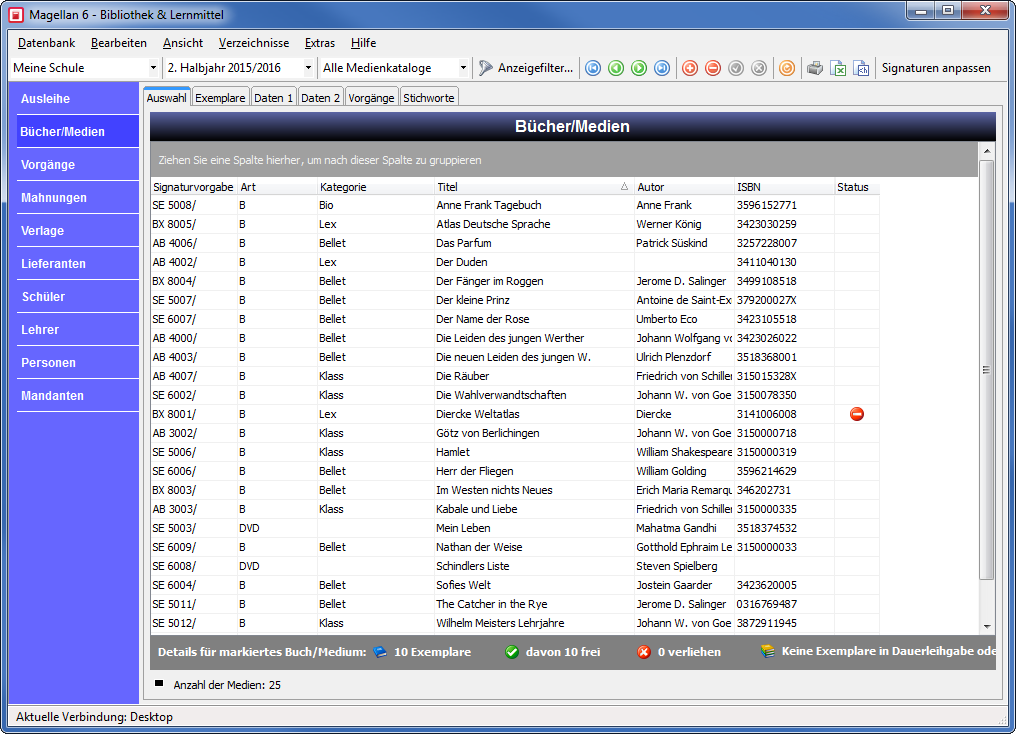 Magellan 6 - Bibliothek & Lernmittel
Datenbank Bearbeiten Ansicht Verzeichnisse Extras Hilfe
Meine Schule 2. Halbjahr 2015/2016 Alle Medienkataloge Anzeigefilter... Signaturen anpassen
Ausleihe
Bücher/Medien
Vorgänge
Mahnungen
Verlage
Lieferanten
Schüler
Lehrer
Personen
Mandanten
Auswahl Exemplare Daten 1 Daten 2 Vorgänge Stichworte
Bücher/Medien
Ziehen Sie eine Spalte hierher, um nach dieser Spalte zu gruppieren
Signaturvorgabe Art Kategorie Titel Autor ISBN Status
SE 5008/ B Bio Anne Frank Tagebuch Anne Frank 3596152771
BX 8005/ B Lex Atlas Deutsche Sprache Werner König 3423030259
AB 4006/ B Bellet Das Parfum Patrick Süskind 3257228007
AB 4002/ B Lex Der Duden 3411040130
BX 8004/ B Bellet Der Fänger im Roggen Jerome D. Salinger 3499108518
SE 5007/ B Bellet Der kleine Prinz Antoine de Saint-Ex 379200027X
SE 6007/ B Bellet Der Name der Rose Umberto Eco 3423105518
AB 4000/ B Bellet Die Leiden des jungen Werther Johann Wolfgang vo 3423026022
AB 4003/ B Bellet Die neuen Leiden des jungen W. Ulrich Plenzdorf 3518368001
AB 4007/ B Klass Die Räuber Friedrich von Schiller 315015328X
SE 6002/ B Klass Die Wahlverwandtschaften Johann W. von Goe 3150078350
BX 8001/ B Lex Diercke Weltatlas Diercke 3141006008
AB 3002/ B Klass Götz von Berlichingen Johann W. von Goe 3150000718
SE 5006/ B Klass Hamlet William Shakespeare 3150000319
SE 6006/ B Bellet Herr der Fliegen William Golding 3596214629
BX 8003/ B Bellet Im Westen nichts Neues Erich Maria Remarqu 346202731
AB 3003/ B Klass Kabale und Liebe Friedrich von Schiller 3150000335
SE 5003/ DVD Mein Leben Mahatma Gandhi 3518374532
SE 6009/ B Bellet Nathan der Weise Gotthold Ephraim Le 3150000033
SE 6008/ DVD Schindlers Liste Steven Spielberg
SE 6004/ B Bellet Sofies Welt Jostein Gaarder 3423620005
SE 5011/ B Bellet The Catcher in the Rye Jerome D. Salinger 0316769487
SE 5012/ B Klass Wilhelm Meisters Lehrjahre Johann W. von Goe 3872911945
Details für markiertes Buch/Medium: 10 Exemplare davon 10 frei 0 verliehen Keine Exemplare in Dauerleihgabe ode
Anzahl der Medien: 25
Aktuelle Verbindung: Desktop